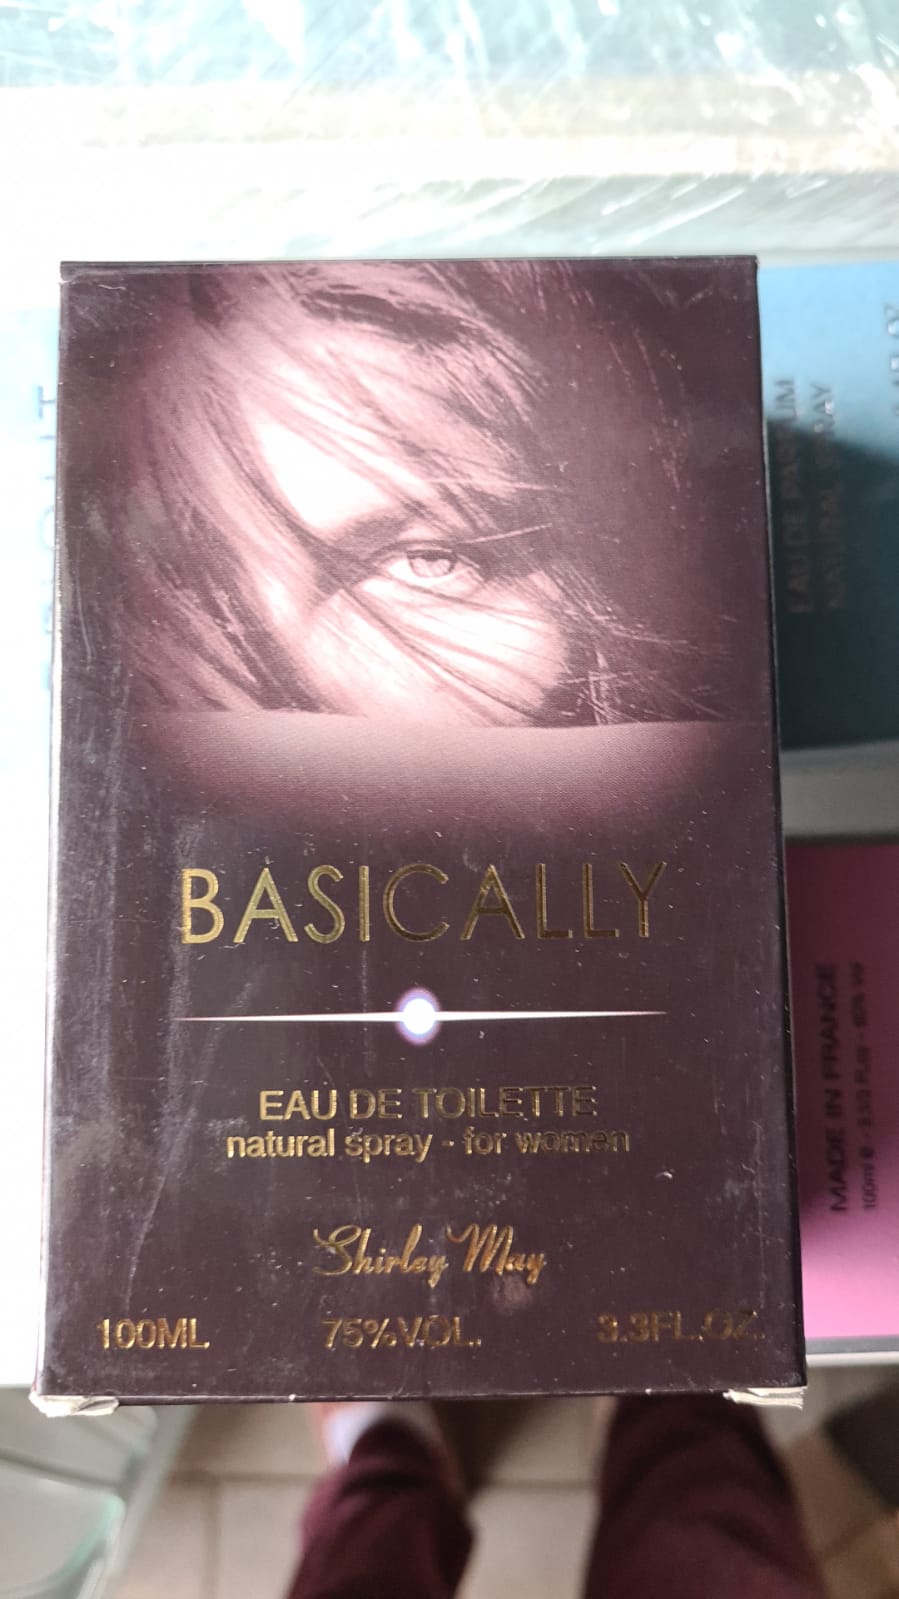 BASICALLY
EAU DE TOILETTE
natural spray - for women
Shirley May
100ML 75%VOL. 3.3FL.OZ.
EAU DE PARFUM
NATURAL SPRAY
MADE IN FRANCE